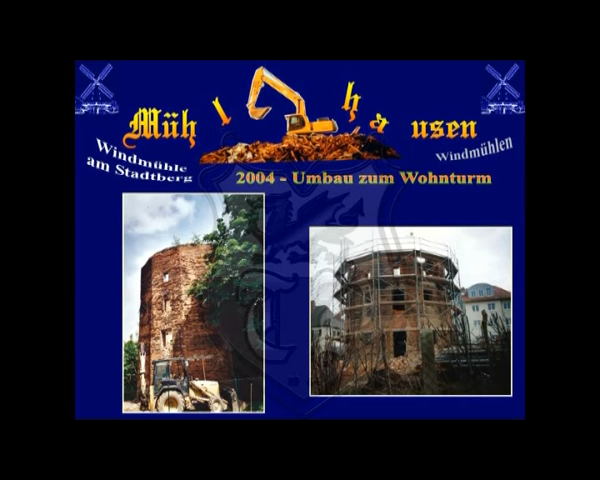 Mühlhausen
Windmühle
am Stadtberg
Windmühlen
2004 - Umbau zum Wohnturm